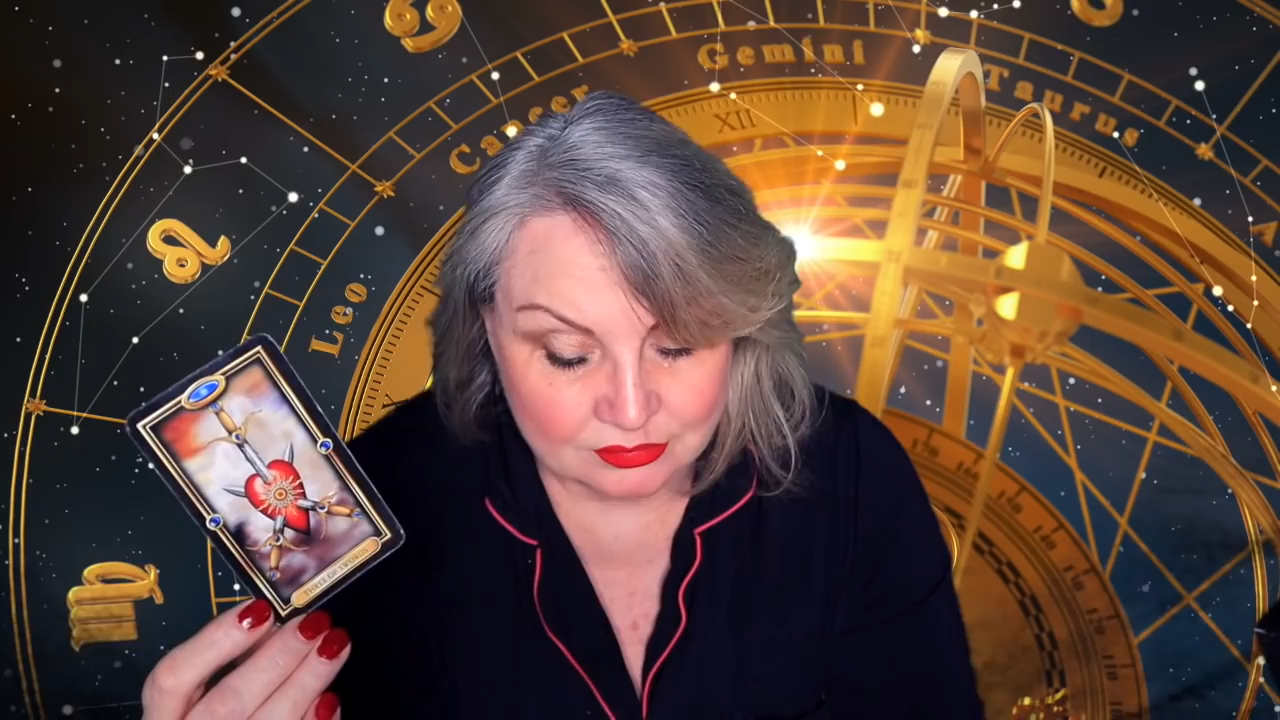 Gemini
Taurus
Cancer
XII
Leo
X
THREE OF SWORDS